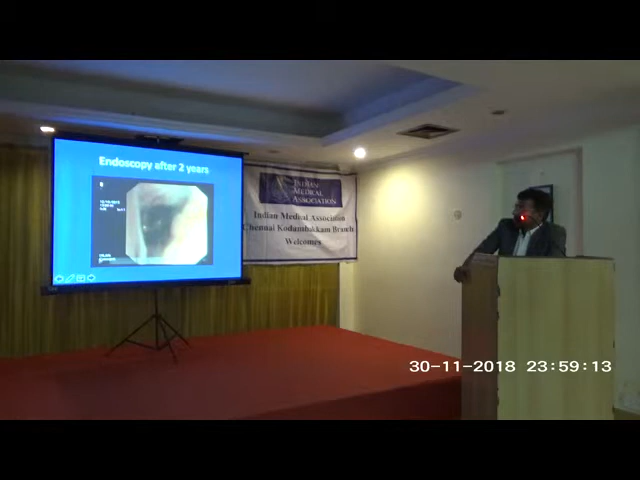 Endoscopy after 2 years
INDIAN
MEDICAL
ASSOCIATION
Indian Medical Association
Chennai Kodambakkam Branch
Welcomes
30-11-2018 23:59:13